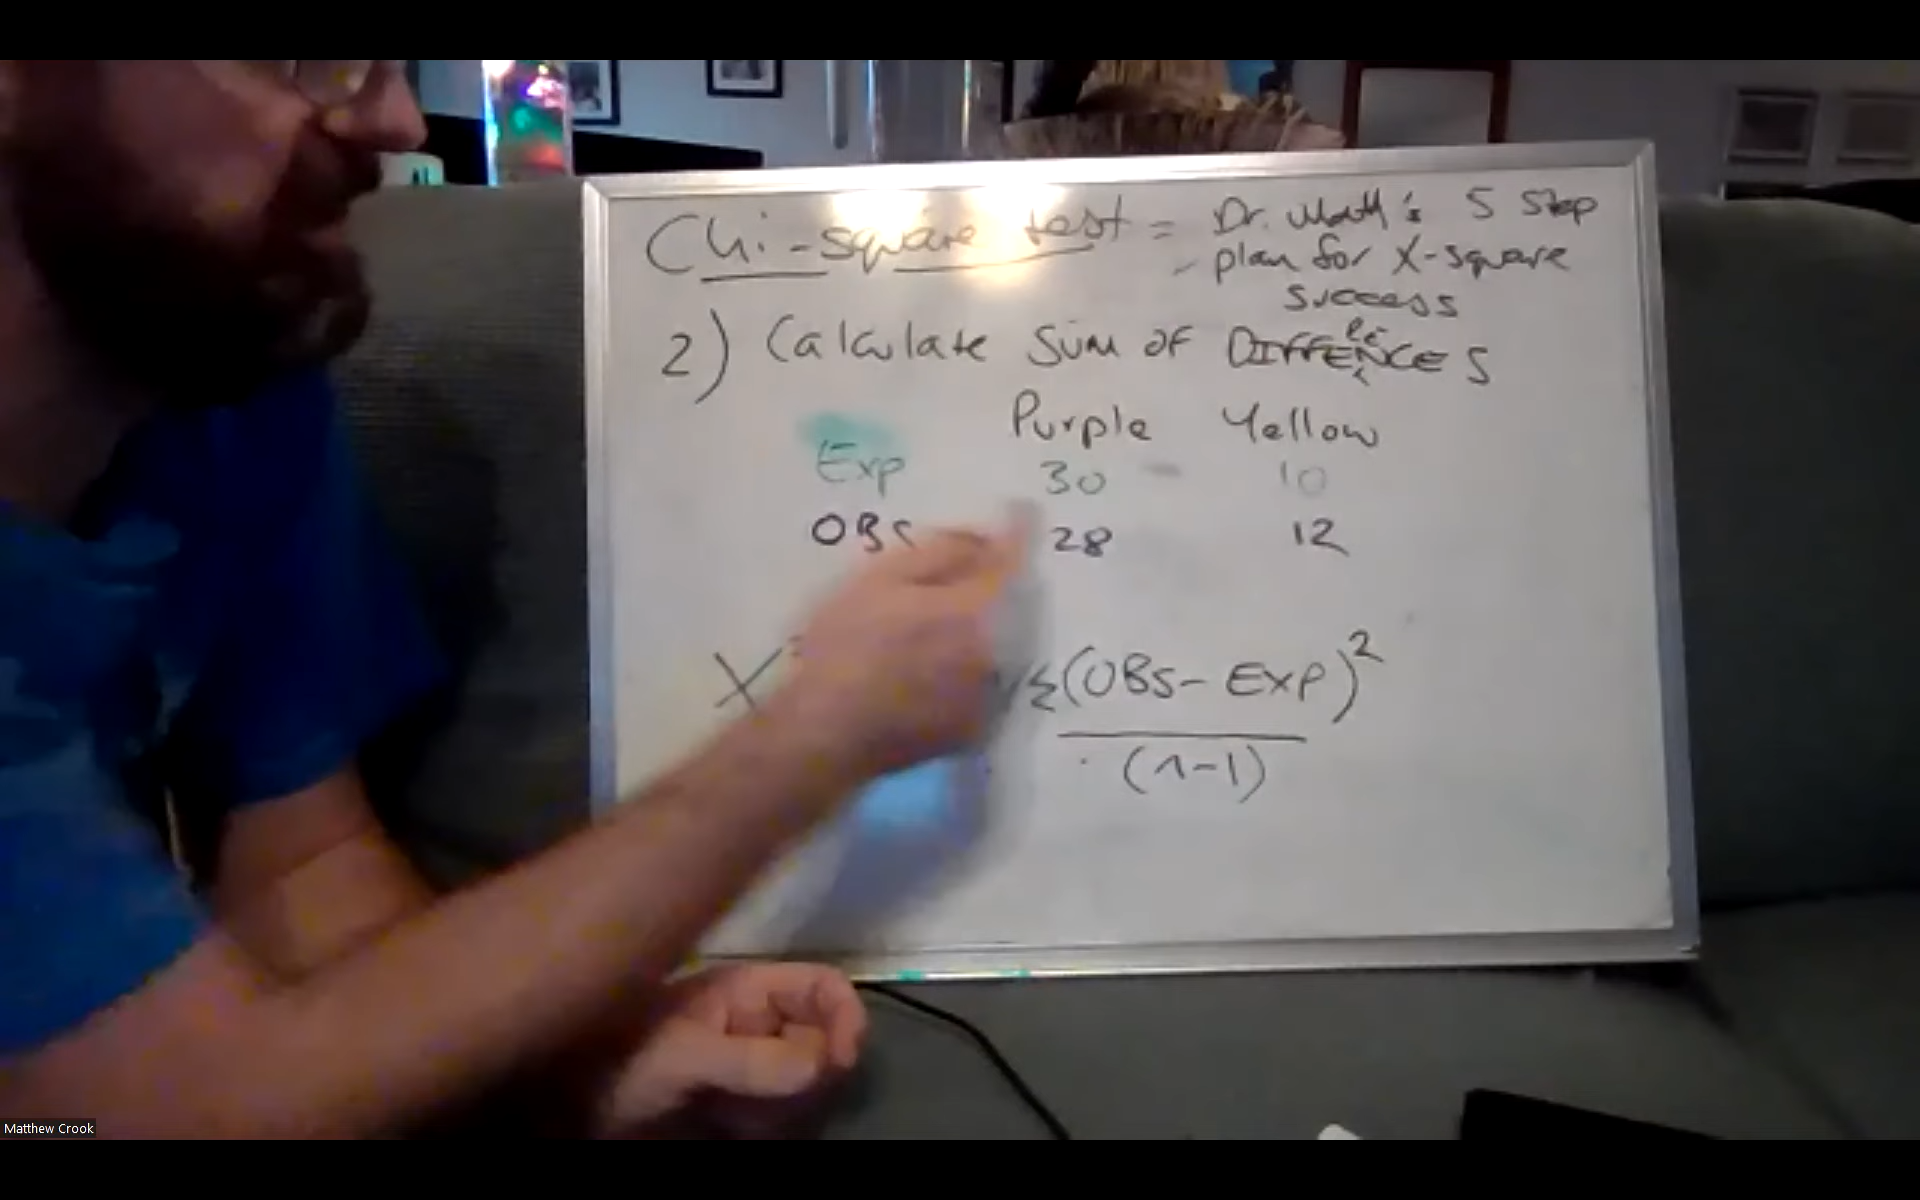 Chi-square test = Dr. Matt's 5 Step
plan for X-square
success
2) Calculate Sum of DIFFERENCES
Purple Yellow
Exp 30 10
OBS 28 12
X² Σ(OBS - Exp)²
(n-1)
Matthew Crook